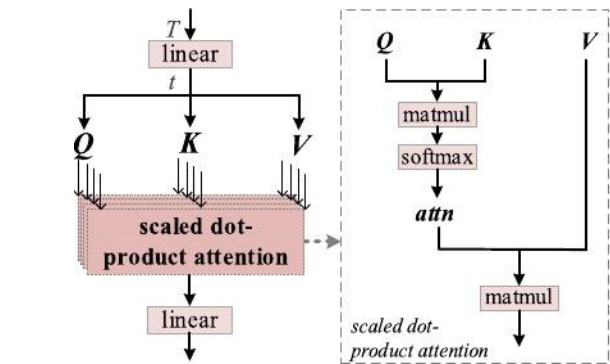 T
linear
t
Q K V
scaled dot-
product attention
linear
Q K V
matmul
softmax
attn
matmul
scaled dot-
product attention